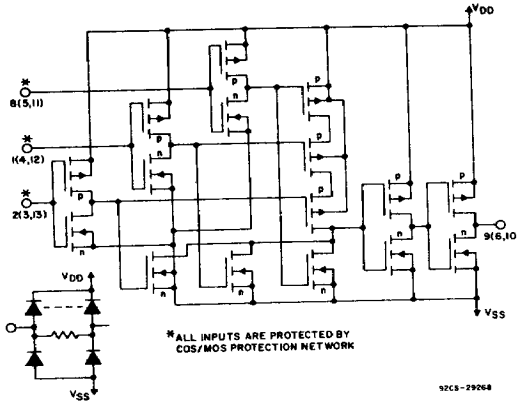 VDD
*
8(5,11)
p
n
p
*
1(4,12)
p
n
p
*
2(3,13)
p
n
p
p
p
n
n
n
n
n
9(6,10
VDD
VSS
*ALL INPUTS ARE PROTECTED BY
COS/MOS PROTECTION NETWORK
VSS
92CS-29268